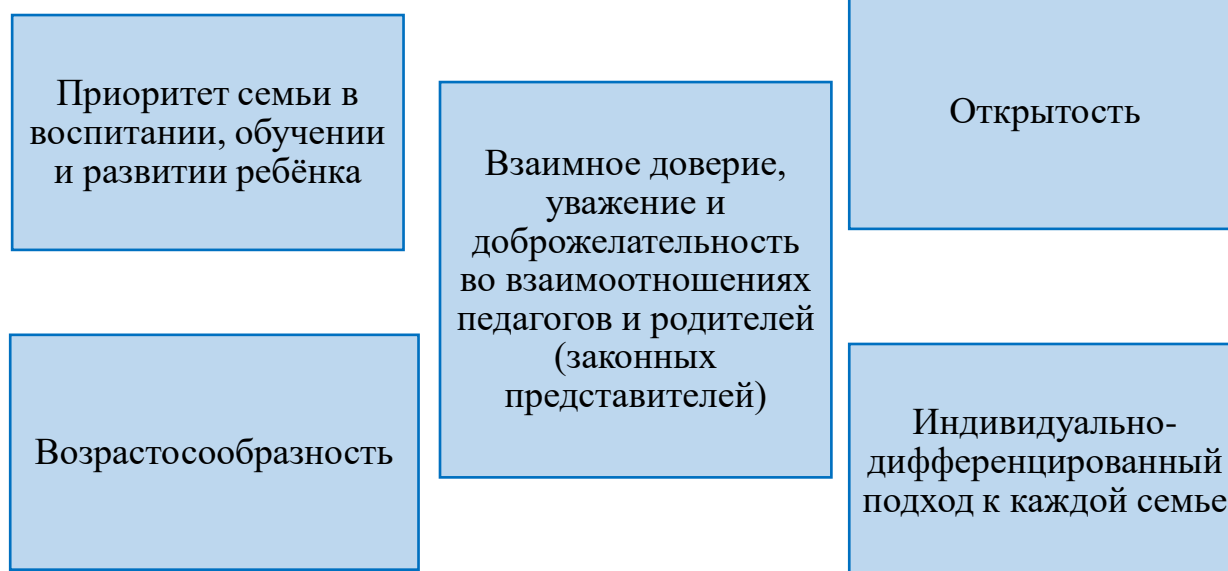 Приоритет семьи в
воспитании, обучении
и развитии ребёнка
Взаимное доверие,
уважение и
доброжелательность
во взаимоотношениях
педагогов и родителей
(законных
представителей)
Открытость
Возрастосообразность
Индивидуально-
дифференцированный
подход к каждой семье